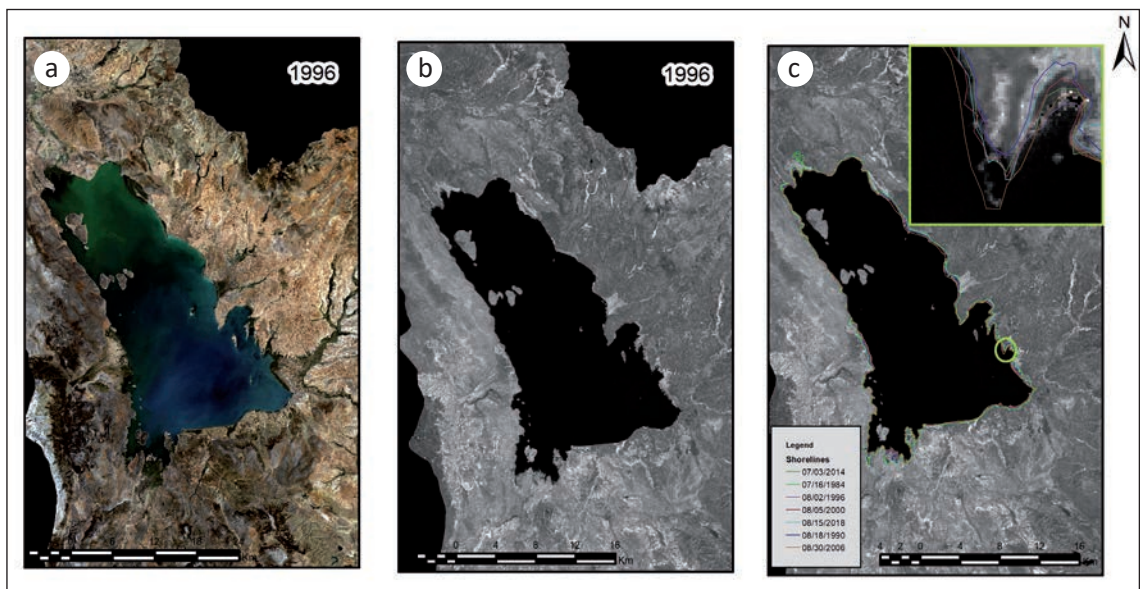 N
a
1996
b
1996
c
Legend
Shorelines
07/03/2014
07/16/1984
08/02/1996
08/05/2000
08/15/2018
08/18/1990
08/30/2006
0 4 8 12 16
Km
4 2 0 4 8 12 16
Km